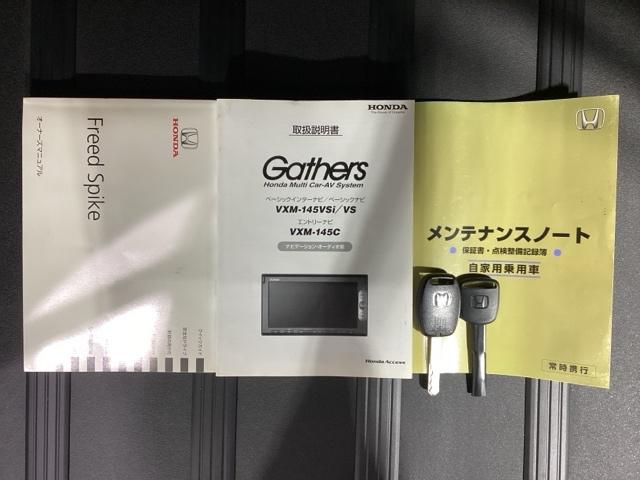 Freed Spike
オーナーズマニュアル
HONDA
HONDA
The Power of Dreams
取扱説明書
Gathers
Honda Multi Car-AV System
ベーシックインターナビ/ベーシックナビ
VXM-145VSi/VS
エントリーナビ
VXM-145C
ナビゲーション・オーディオ編
Honda Access
メンテナンスノート
保証書・点検整備記録簿
自家用乗用車
常時携行